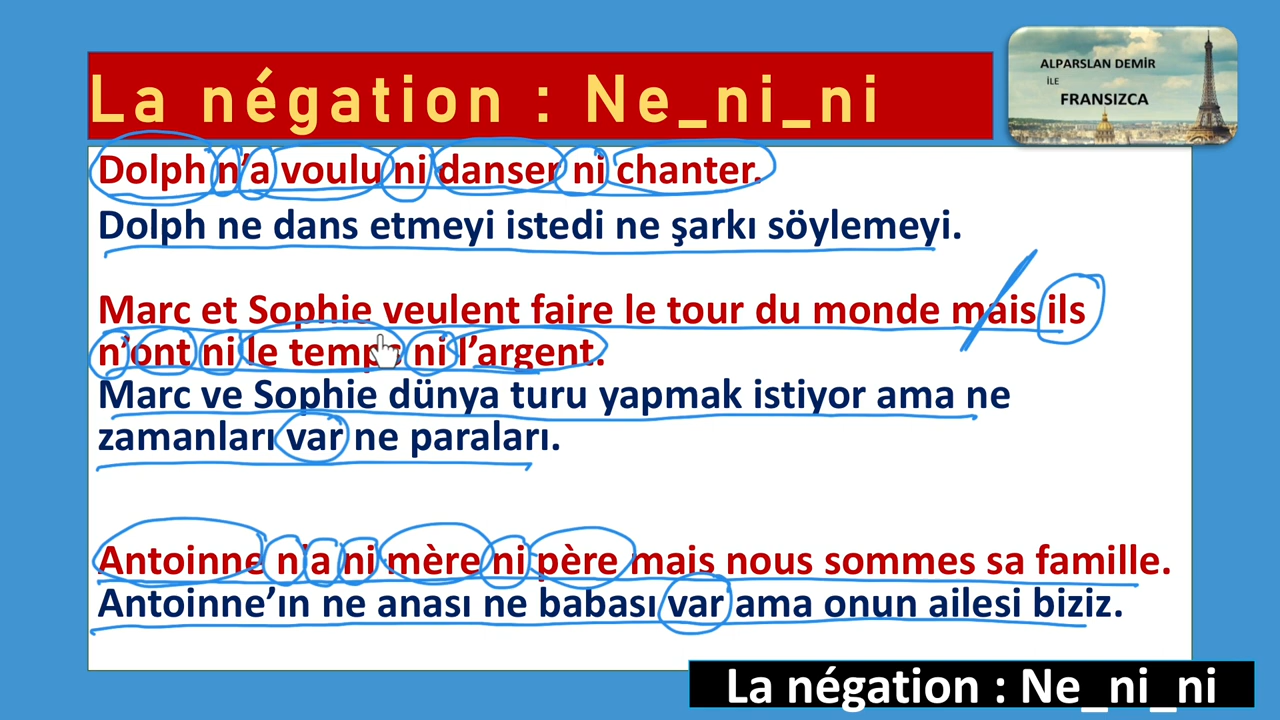 La négation : Ne_ni_ni
ALPARSLAN DEMİR
İLE
FRANSIZCA
Dolph n'a voulu ni danser ni chanter.
Dolph ne dans etmeyi istedi ne şarkı söylemeyi.
Marc et Sophie veulent faire le tour du monde mais ils
n'ont ni le temps ni l'argent.
Marc ve Sophie dünya turu yapmak istiyor ama ne
zamanları var ne paraları.
Antoinne n'a ni mère ni père mais nous sommes sa famille.
Antoinne'ın ne anası ne babası var ama onun ailesi biziz.
La négation : Ne_ni_ni